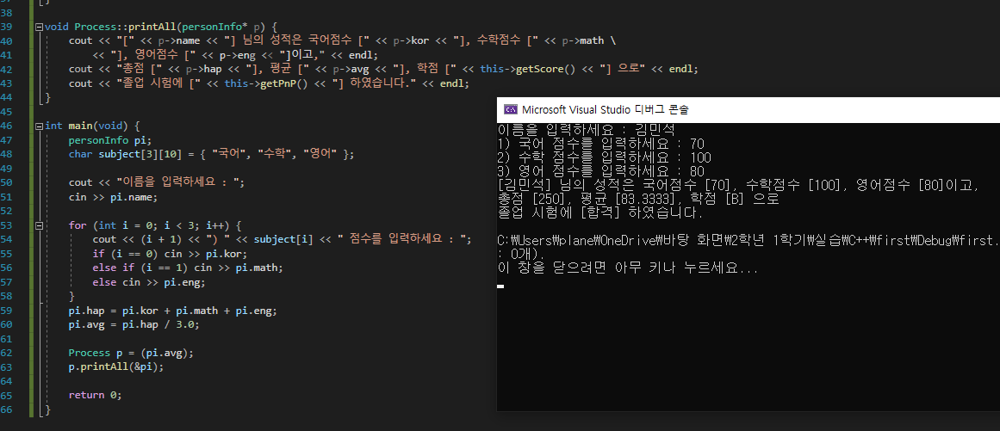 38
39 void Process::printAll(personInfo* p) {
40 cout << "[" << p->name << "] 님의 성적은 국어점수 [" << p->kor << "], 수학점수 [" << p->math \
41 << "], 영어점수 [" << p->eng << "]이고," << endl;
42 cout << "총점 [" << p->hap << "], 평균 [" << p->avg << "], 학점 [" << this->getScore() << "] 으로" << endl;
43 cout << "졸업 시험에 [" << this->getPnP() << "] 하였습니다." << endl;
44 }
45
46 int main(void) {
47 personInfo pi;
48 char subject[3][10] = { "국어", "수학", "영어" };
49
50 cout << "이름을 입력하세요 : ";
51 cin >> pi.name;
52
53 for (int i = 0; i < 3; i++) {
54 cout << (i + 1) << ") " << subject[i] << " 점수를 입력하세요 : ";
55 if (i == 0) cin >> pi.kor;
56 else if (i == 1) cin >> pi.math;
57 else cin >> pi.eng;
58 }
59 pi.hap = pi.kor + pi.math + pi.eng;
60 pi.avg = pi.hap / 3.0;
61
62 Process p = (pi.avg);
63 p.printAll(&pi);
64
65 return 0;
66 }
Microsoft Visual Studio 디버그 콘솔
이름을 입력하세요 : 김민석
1) 국어 점수를 입력하세요 : 70
2) 수학 점수를 입력하세요 : 100
3) 영어 점수를 입력하세요 : 80
[김민석] 님의 성적은 국어점수 [70], 수학점수 [100], 영어점수 [80]이고,
총점 [250], 평균 [83.3333], 학점 [B] 으로
졸업 시험에 [합격] 하였습니다.
C:₩Users₩plane₩OneDrive₩바탕 화면₩2학년 1학기₩실습₩C++₩first₩Debug₩first.
: 0개).
이 창을 닫으려면 아무 키나 누르세요...